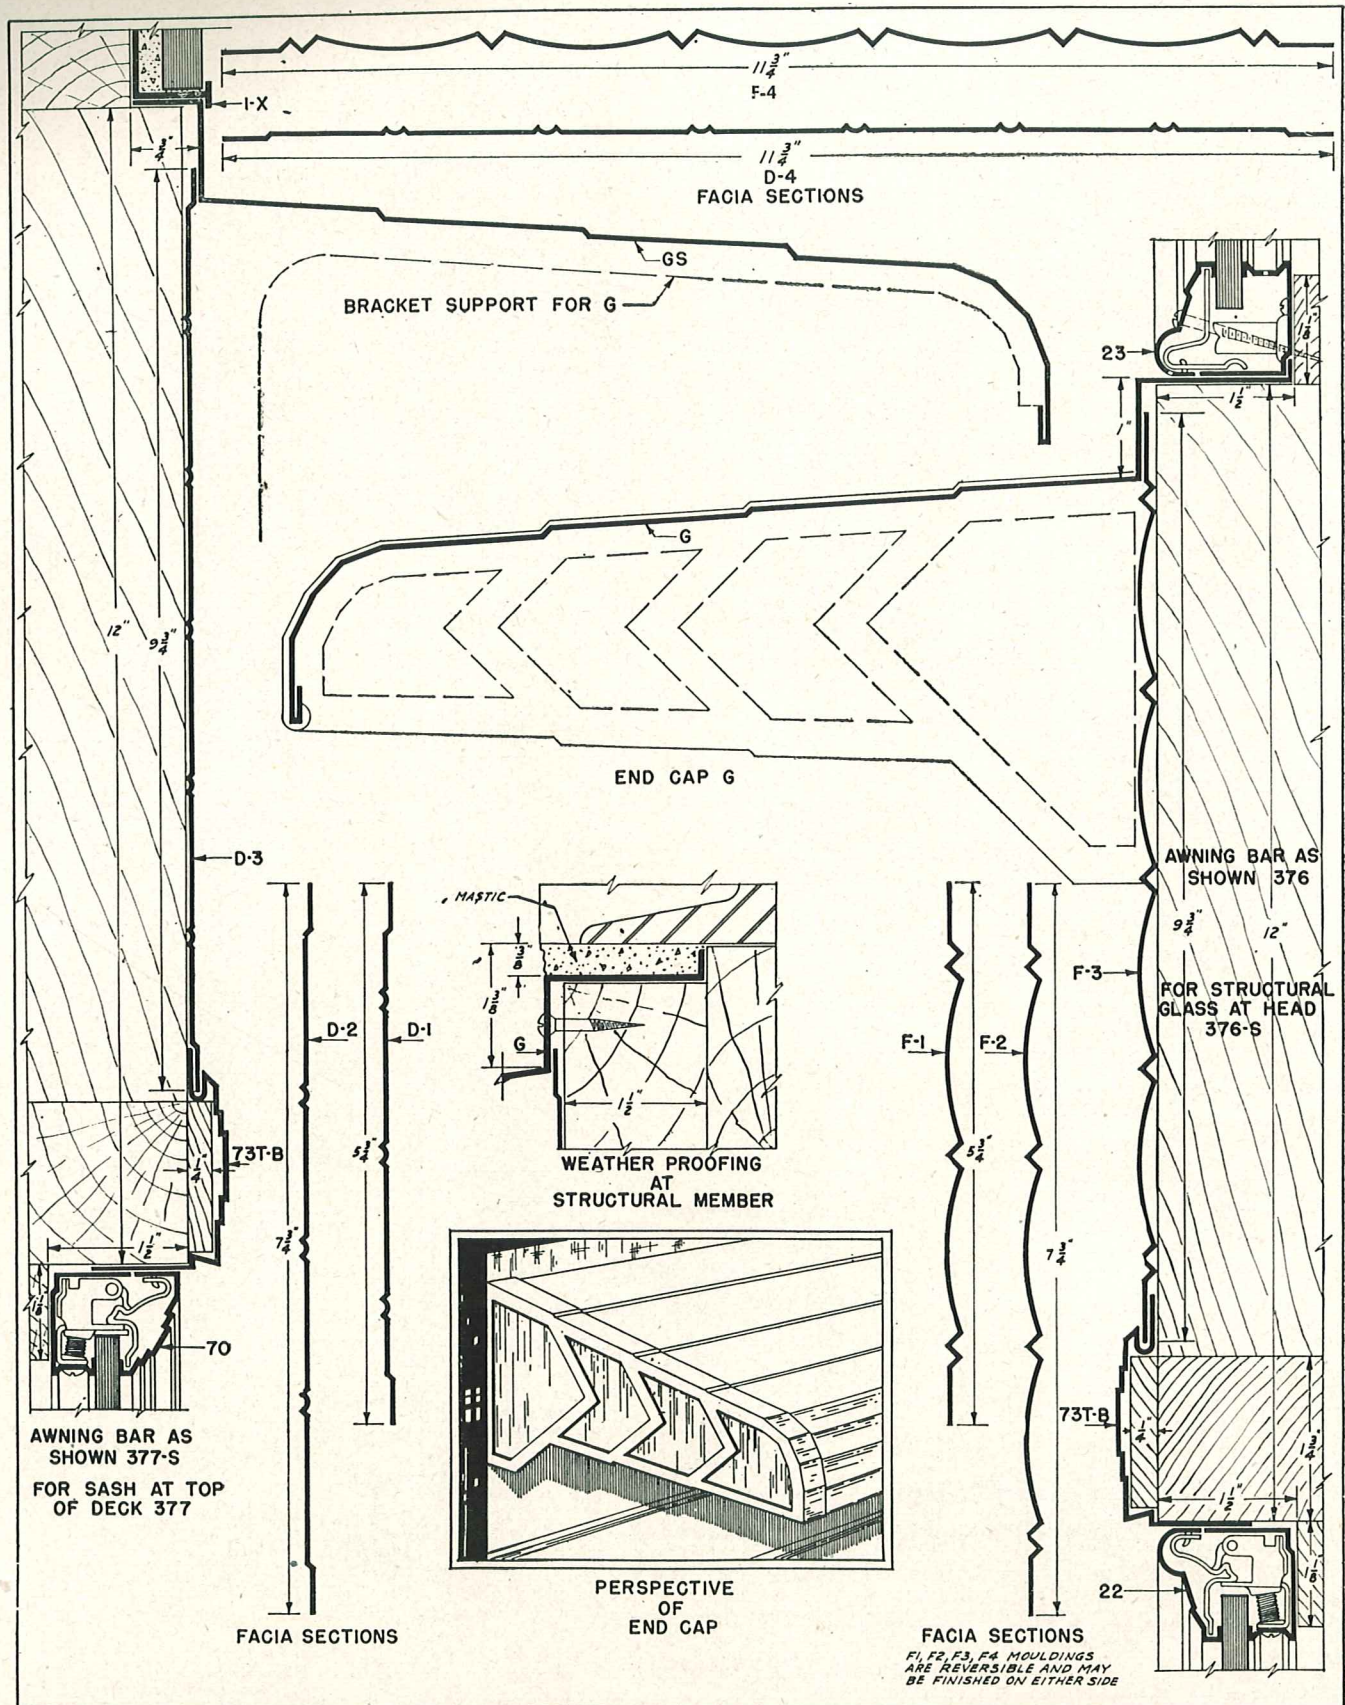 11 3/4"
F-4
1-X
3/4"
11 3/4"
D-4
FACIA SECTIONS
GS
BRACKET SUPPORT FOR G
23
1 1/8"
1 1/2"
1"
G
12"
9 3/4"
END CAP G
D-3
AWNING BAR AS
SHOWN 376
9 3/4"
12"
FOR STRUCTURAL
GLASS AT HEAD
376-S
F-3
MASTIC
3/8"
1 3/8"
G
1 1/2"
WEATHER PROOFING
AT
STRUCTURAL MEMBER
D-2
D-1
F-1
F-2
5 3/4"
7 3/4"
5 3/4"
7 3/4"
73T-B
1/4"
1 1/2"
1 1/8"
70
AWNING BAR AS
SHOWN 377-S
FOR SASH AT TOP
OF DECK 377
73T-B
1/4"
1 3/4"
1 1/2"
1 1/8"
22
PERSPECTIVE
OF
END CAP
FACIA SECTIONS
FACIA SECTIONS
F1, F2, F3, F4 MOULDINGS
ARE REVERSIBLE AND MAY
BE FINISHED ON EITHER SIDE